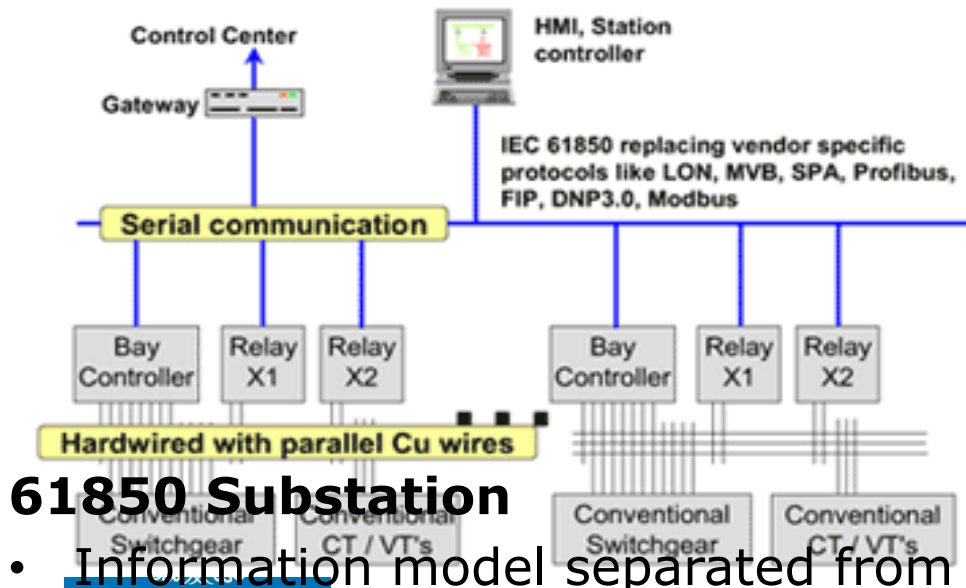 Control Center
HMI, Station
controller
Gateway
IEC 61850 replacing vendor specific
protocols like LON, MVB, SPA, Profibus,
FIP, DNP3.0, Modbus
Serial communication
Bay
Controller
Relay
X1
Relay
X2
Bay
Controller
Relay
X1
Relay
X2
Hardwired with parallel Cu wires
61850 Substation
Conventional
Switchgear
Conventional
CT / VT's
Conventional
Switchgear
Conventional
CT / VT's
• Information model separated from